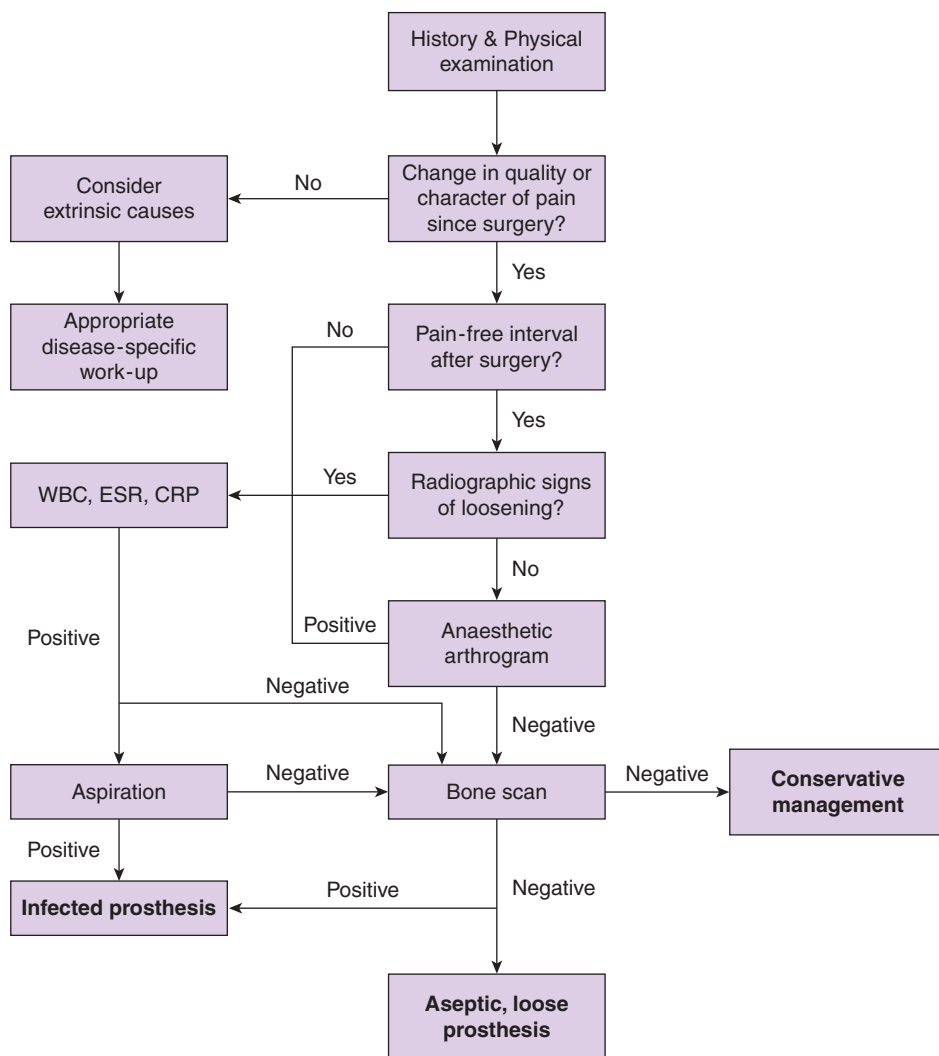 History & Physical
examination
Change in quality or
character of pain
since surgery?
No
Consider
extrinsic causes
Yes
Appropriate
disease-specific
work-up
No
Pain-free interval
after surgery?
Yes
WBC, ESR, CRP
Yes
Radiographic signs
of loosening?
No
Positive
Positive
Anaesthetic
arthrogram
Negative
Negative
Aspiration
Negative
Bone scan
Negative
Conservative
management
Positive
Infected prosthesis
Positive
Negative
Aseptic, loose
prosthesis